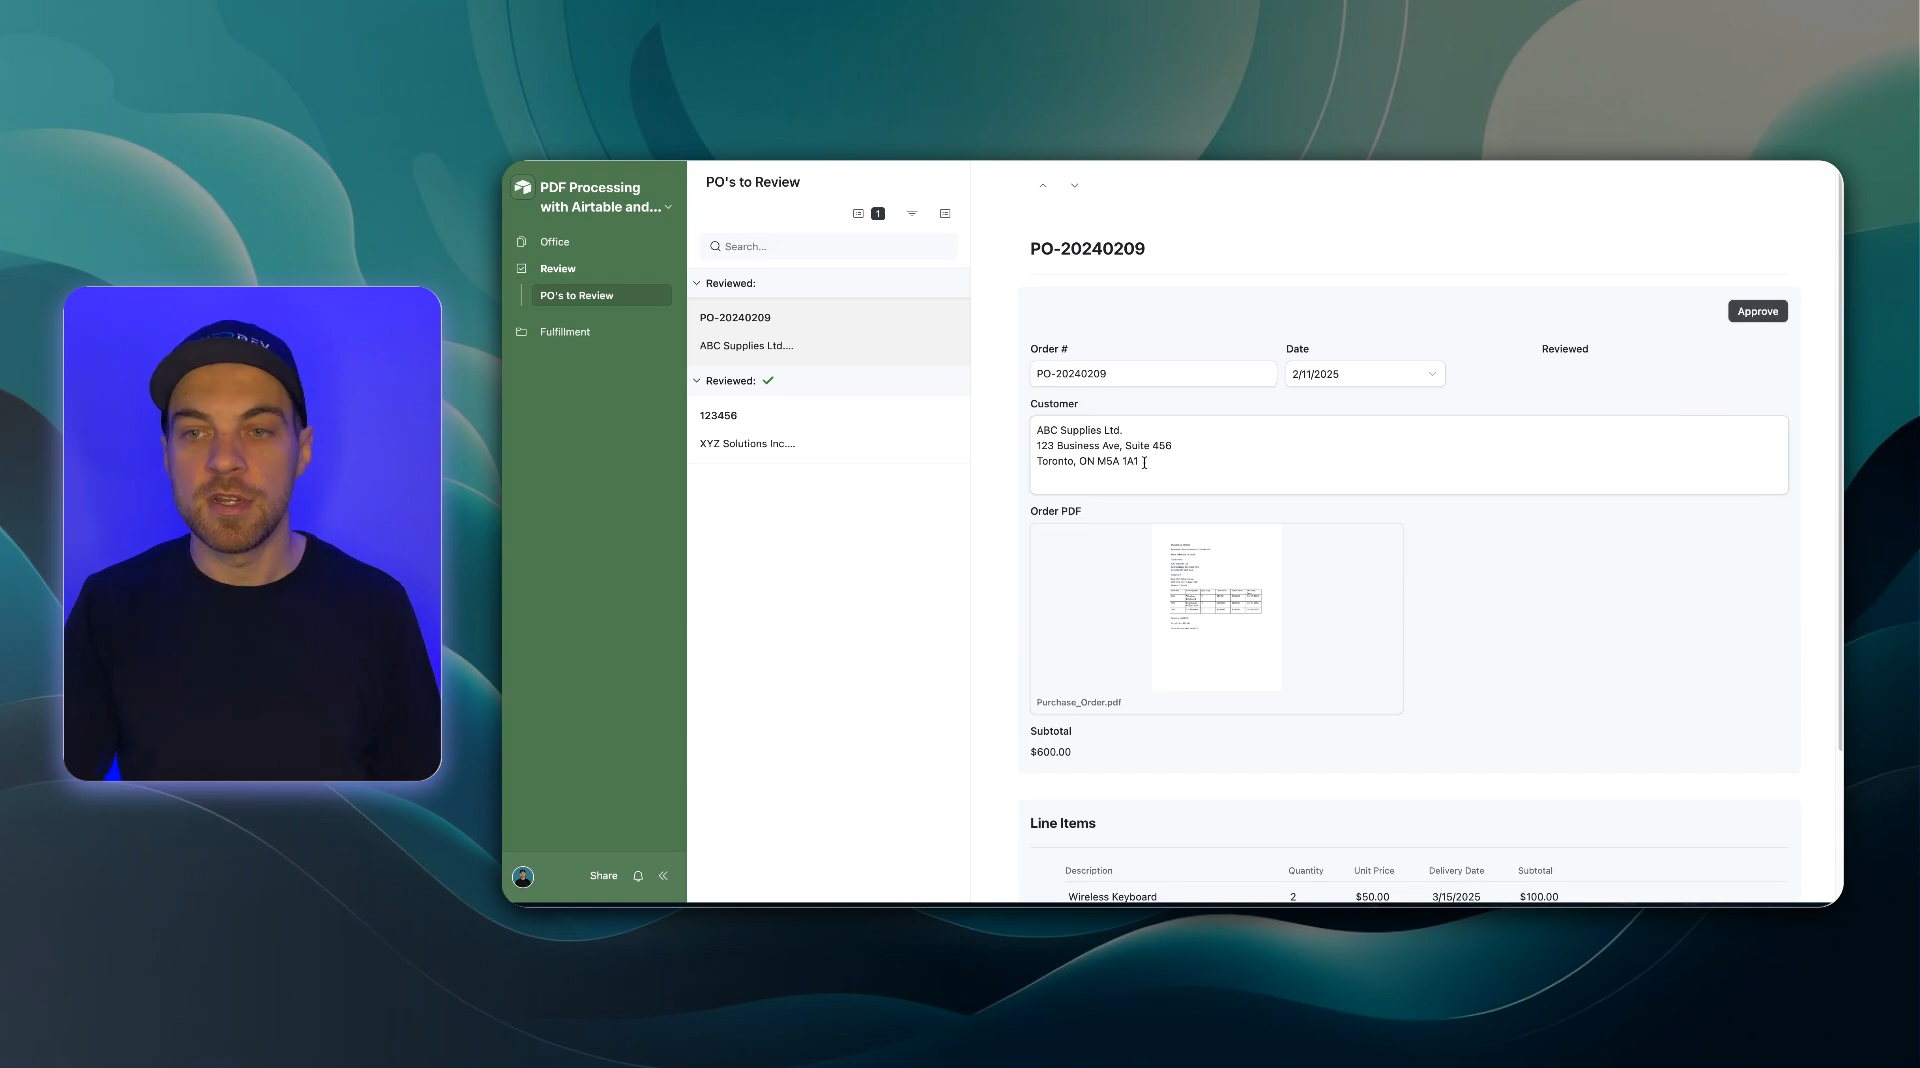 PDF Processing
with Airtable and...
Office
Review
PO's to Review
Fulfillment
Share
PO's to Review
1
Search...
Reviewed:
PO-20240209
ABC Supplies Ltd....
Reviewed:
123456
XYZ Solutions Inc....
PO-20240209
Approve
Order #
Date
Reviewed
PO-20240209
2/11/2025
Customer
ABC Supplies Ltd.
123 Business Ave, Suite 456
Toronto, ON M5A 1A1
Order PDF
Purchase_Order.pdf
Subtotal
$600.00
Line Items
Description Quantity Unit Price Delivery Date Subtotal
Wireless Keyboard 2 $50.00 3/15/2025 $100.00